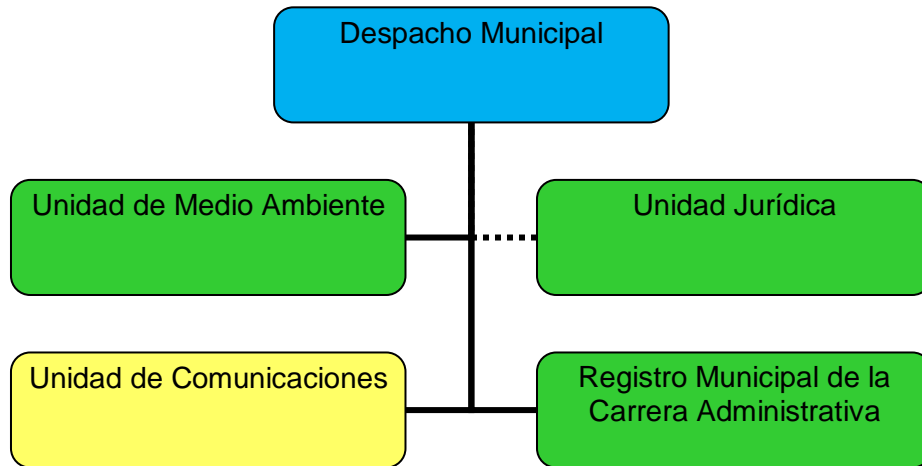 Despacho Municipal
Unidad de Medio Ambiente
Unidad Jurídica
Unidad de Comunicaciones
Registro Municipal de la
Carrera Administrativa